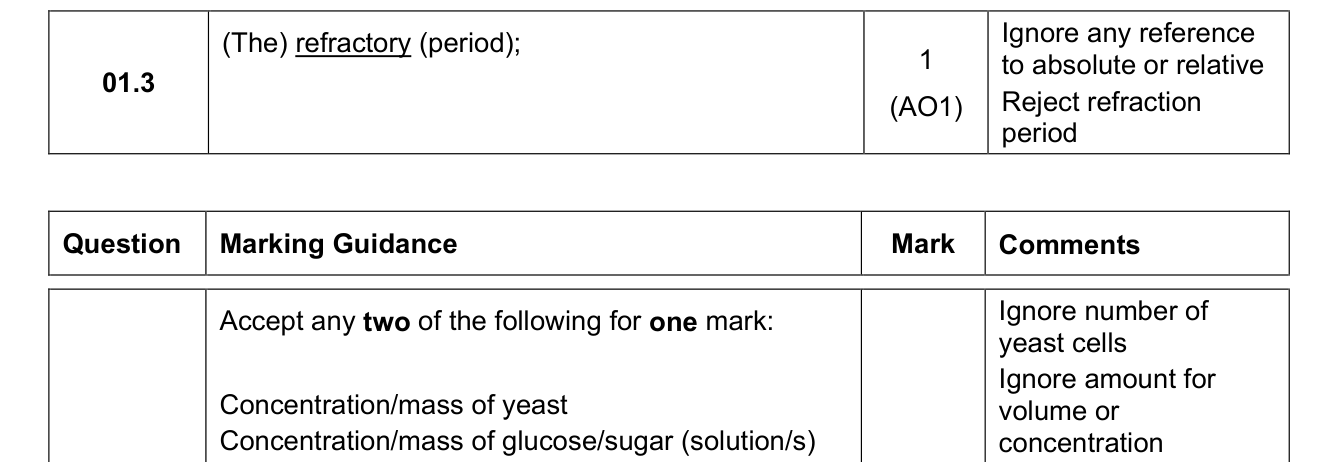 01.3
(The) refractory (period);
1
(AO1)
Ignore any reference
to absolute or relative
Reject refraction
period
Question Marking Guidance Mark Comments
Accept any two of the following for one mark:
Concentration/mass of yeast
Concentration/mass of glucose/sugar (solution/s)
Ignore number of
yeast cells
Ignore amount for
volume or
concentration